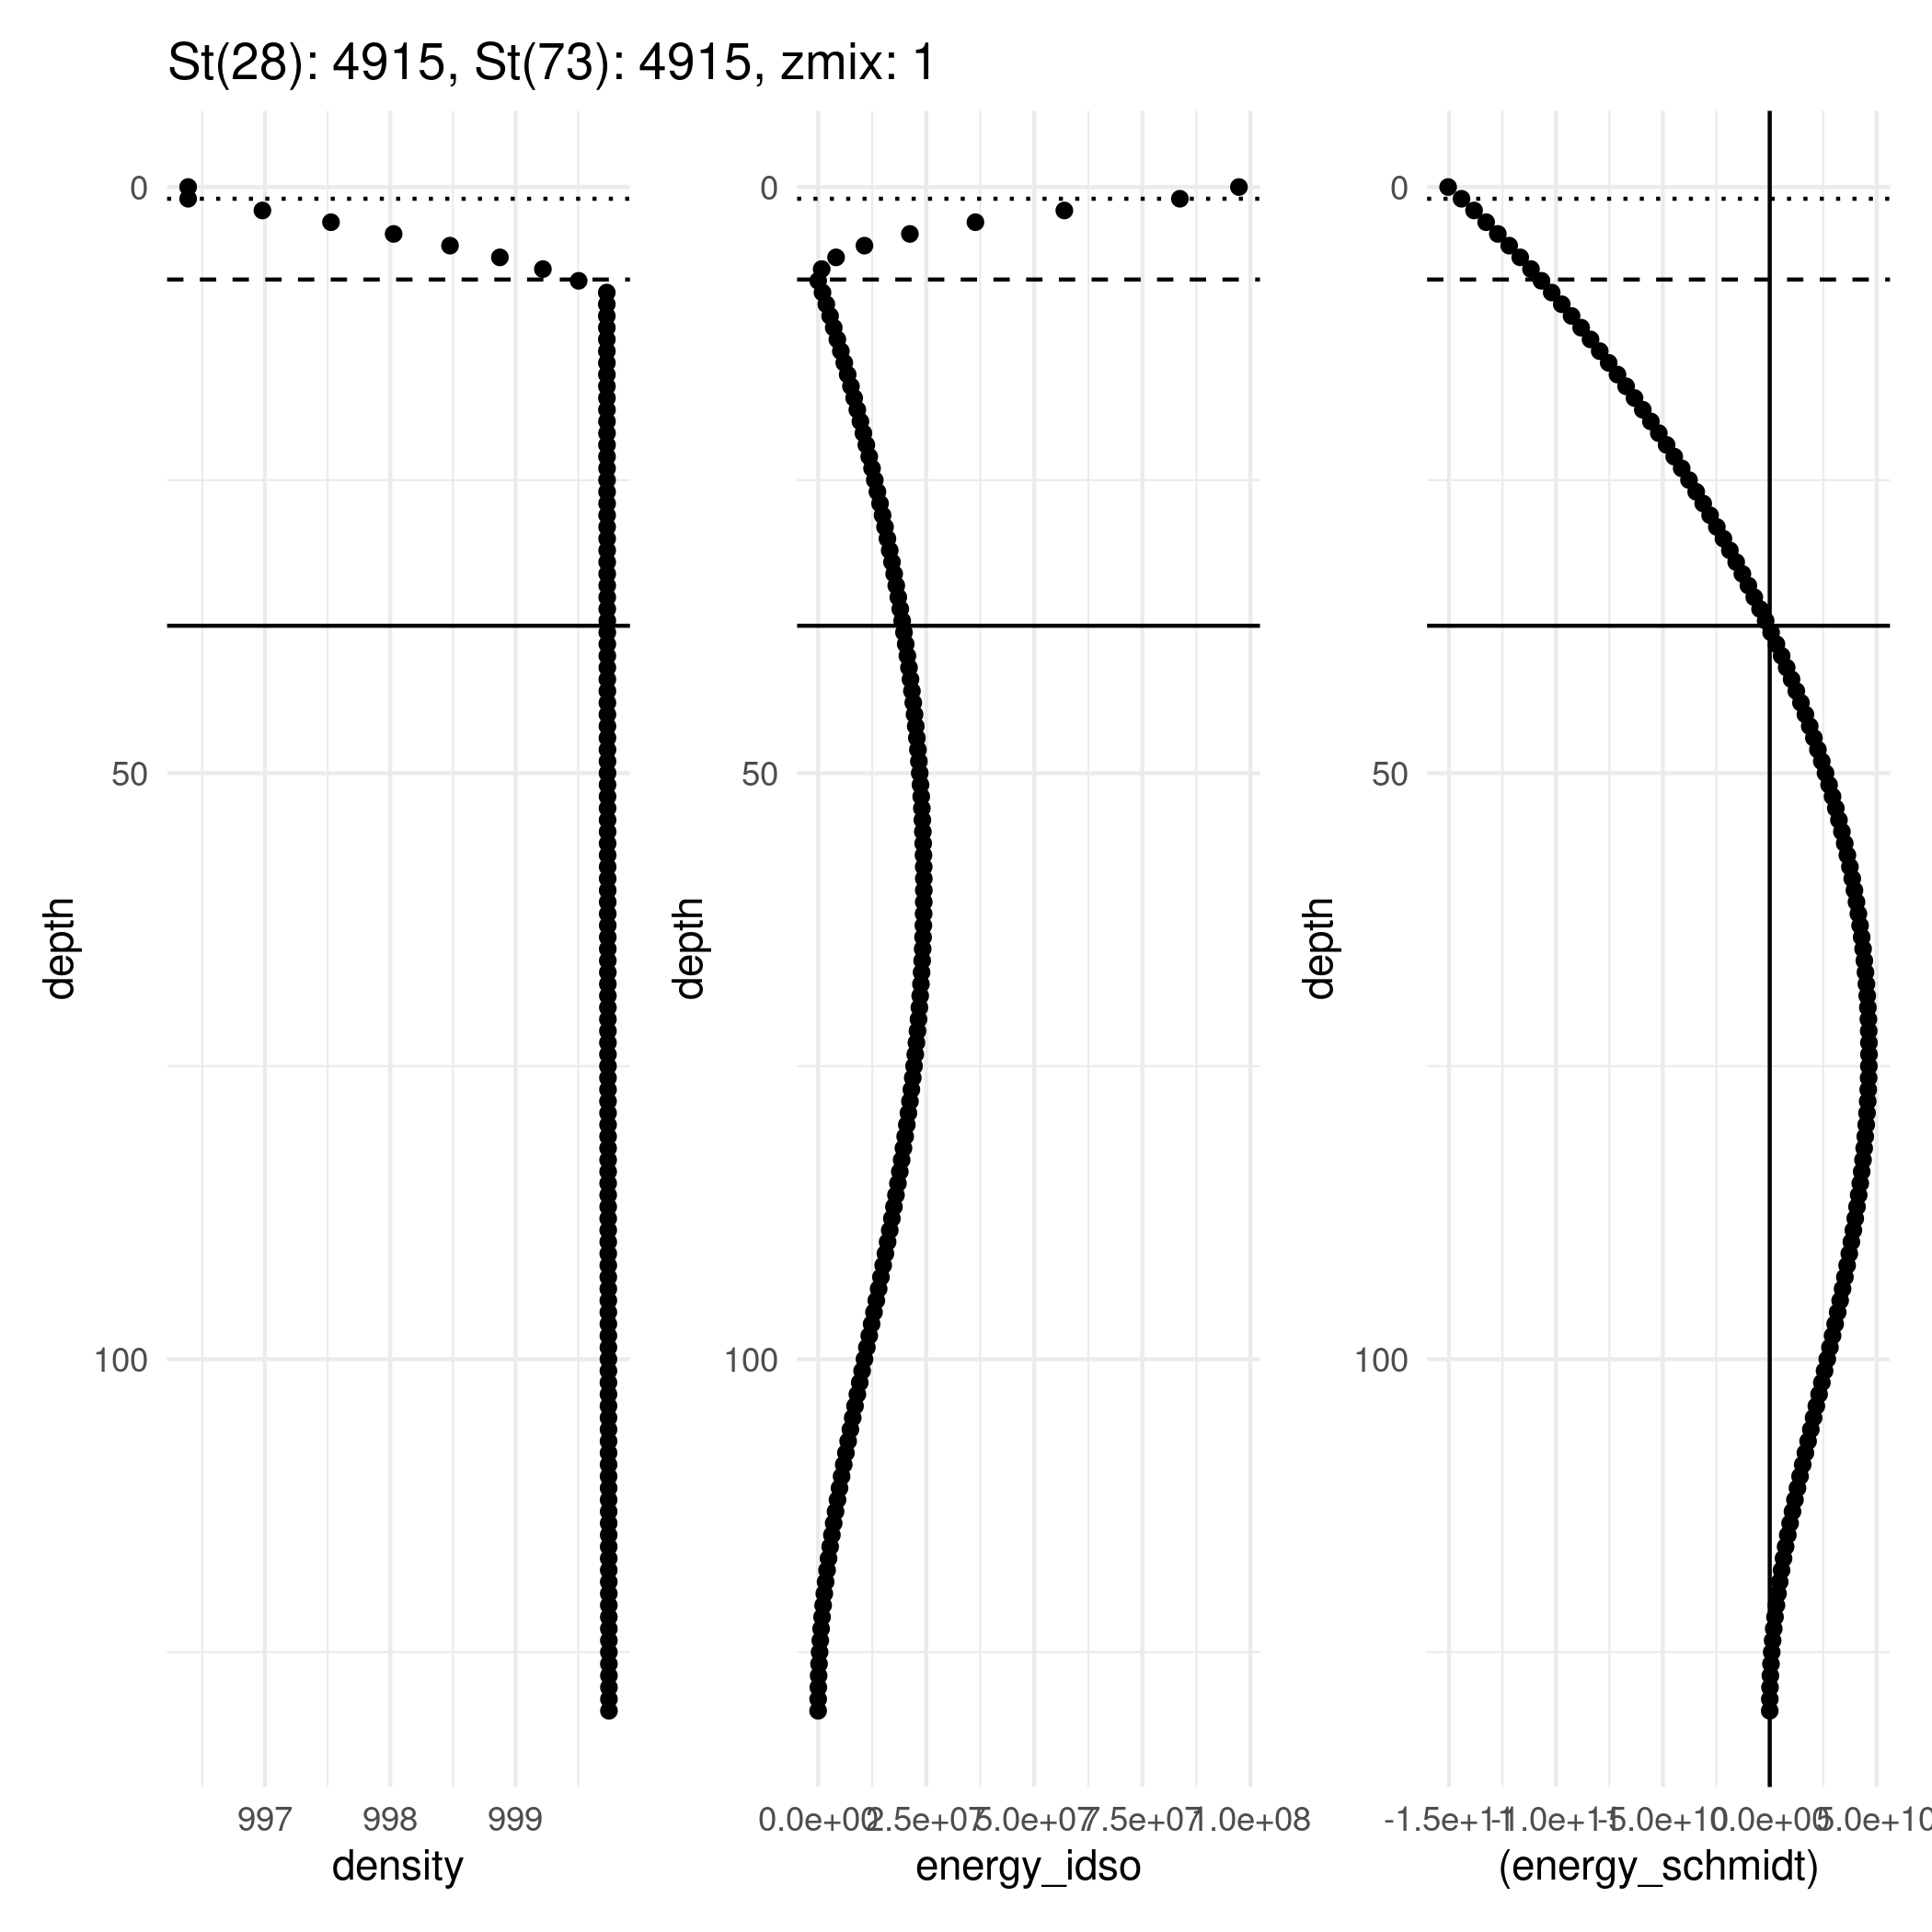 St(28): 4915, St(73): 4915, zmix: 1
0
50
100
depth
997 998 999
density
0
50
100
depth
0.0e+00 2.5e+07 5.0e+07 7.5e+07 1.0e+08
energy_idso
0
50
100
depth
-1.5e+11 -1.0e+11 -5.0e+10 0.0e+00 5.0e+10
(energy_schmidt)